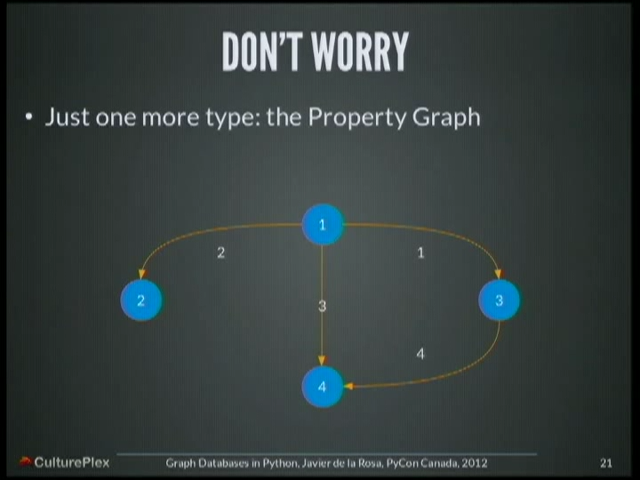 DON'T WORRY
• Just one more type: the Property Graph
1
2
1
2
3
3
4
4
CulturePlex
Graph Databases in Python, Javier de la Rosa, PyCon Canada, 2012
21